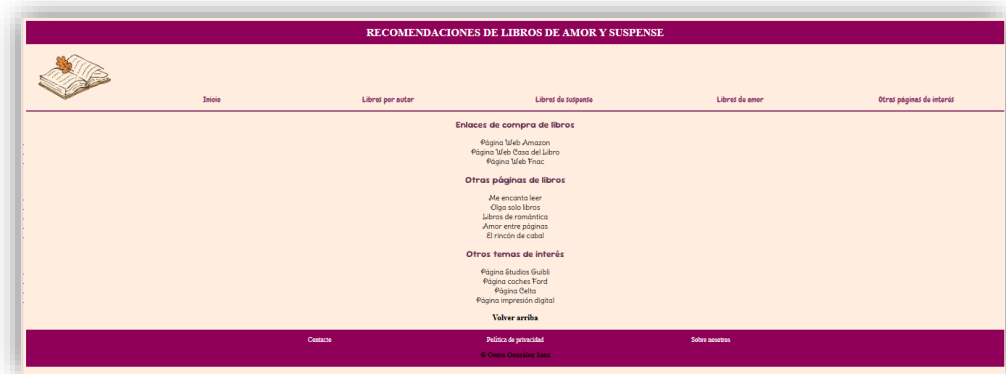 RECOMENDACIONES DE LIBROS DE AMOR Y SUSPENSE
Inicio Libros por autor Libros de suspense Libros de amor Otras páginas de interés
Enlaces de compra de libros
Página Web Amazon
Página Web Casa del Libro
Página Web Fnac
Otras páginas de libros
Me encanta leer
Olga solo libros
Libros de romántica
Amor entre páginas
El rincón de cabal
Otros temas de interés
Página Studios Guibli
Página coches Ford
Página Celta
Página impresión digital
Volver arriba
Contacto Política de privacidad Sobre nosotros
© González Sanz